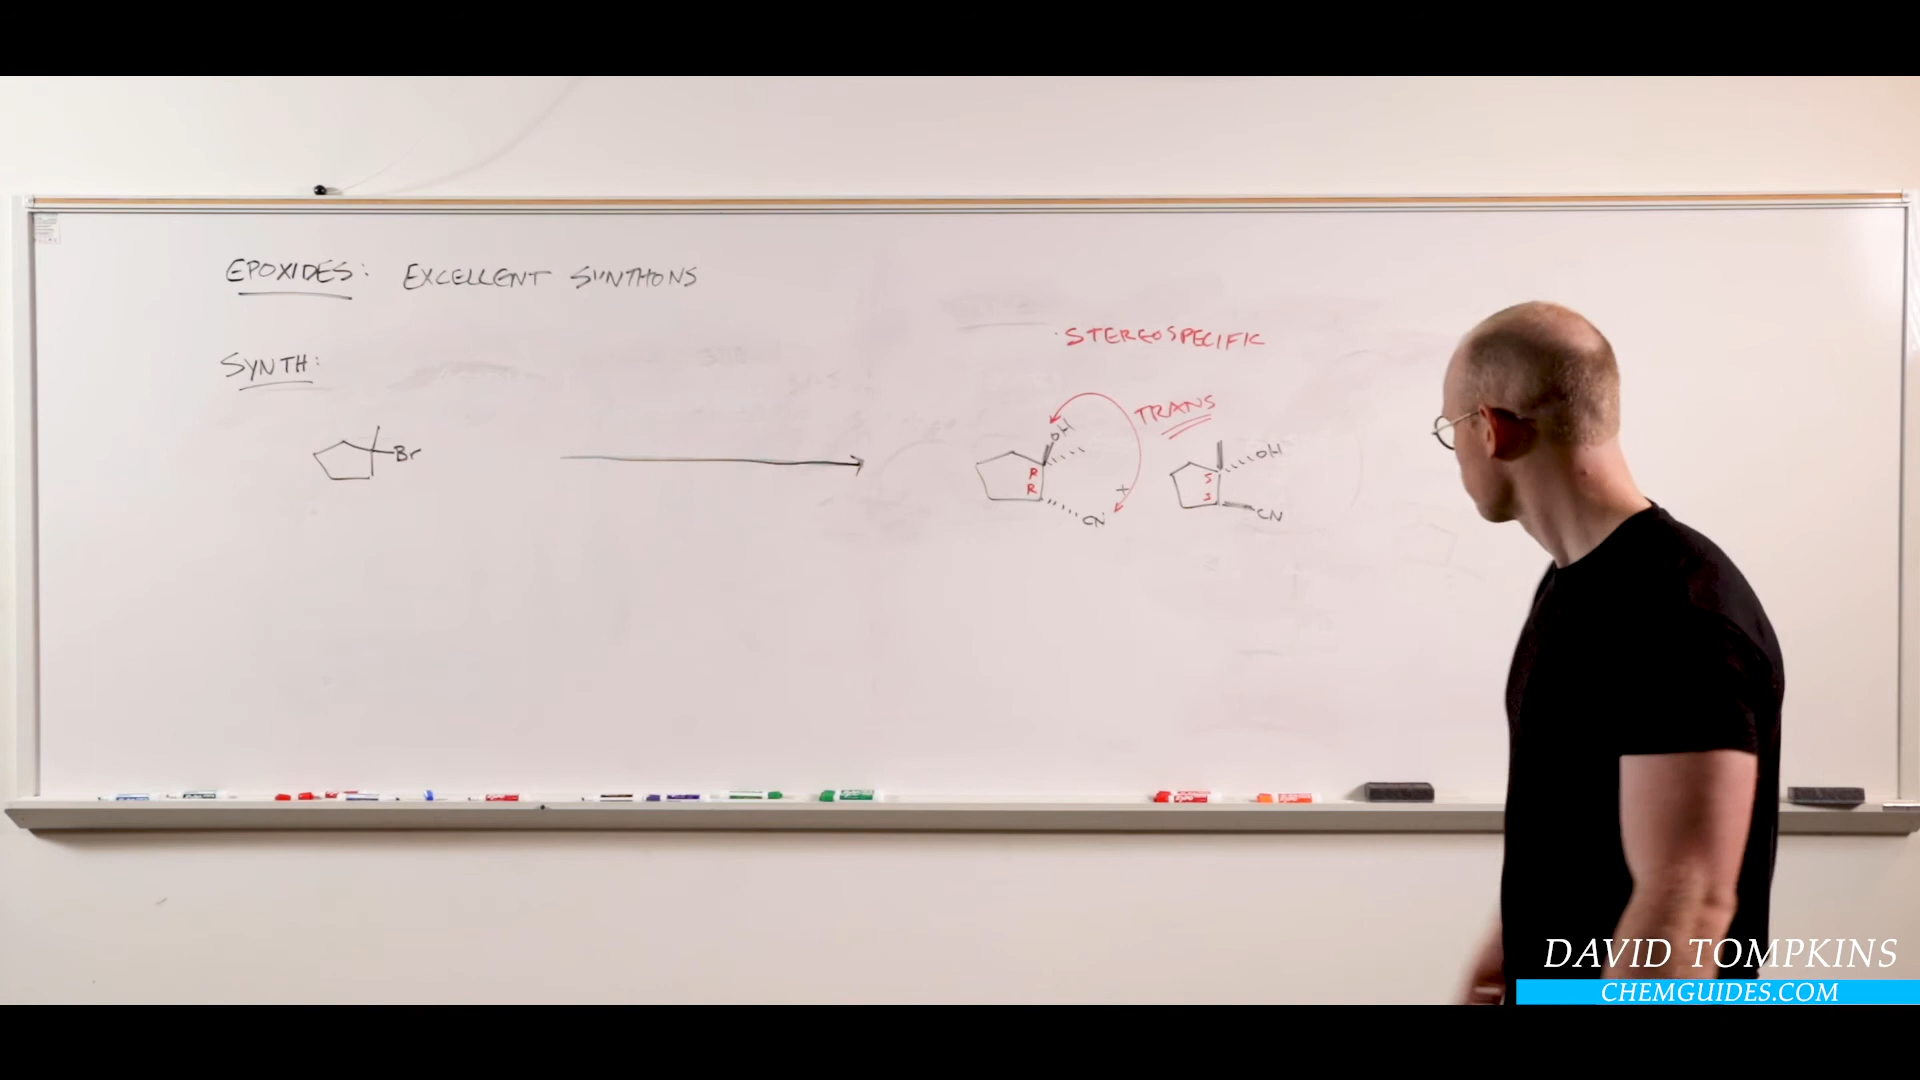 EPOXIDES: EXCELLENT SYNTHONS
· STEREOSPECIFIC
SYNTH:
TRANS
Br
OH
R
R
CN
+
OH
S
S
CN
DAVID TOMPKINS
CHEMGUIDES.COM